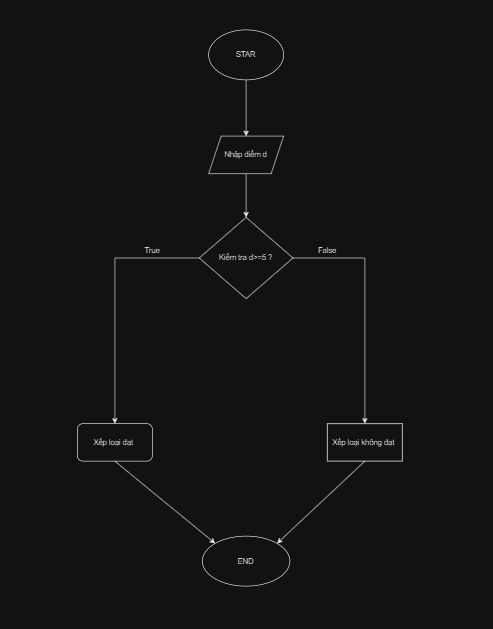 STAR
Nhập điểm d
Kiểm tra d>=5 ?
True
False
Xếp loại đạt
Xếp loại không đạt
END